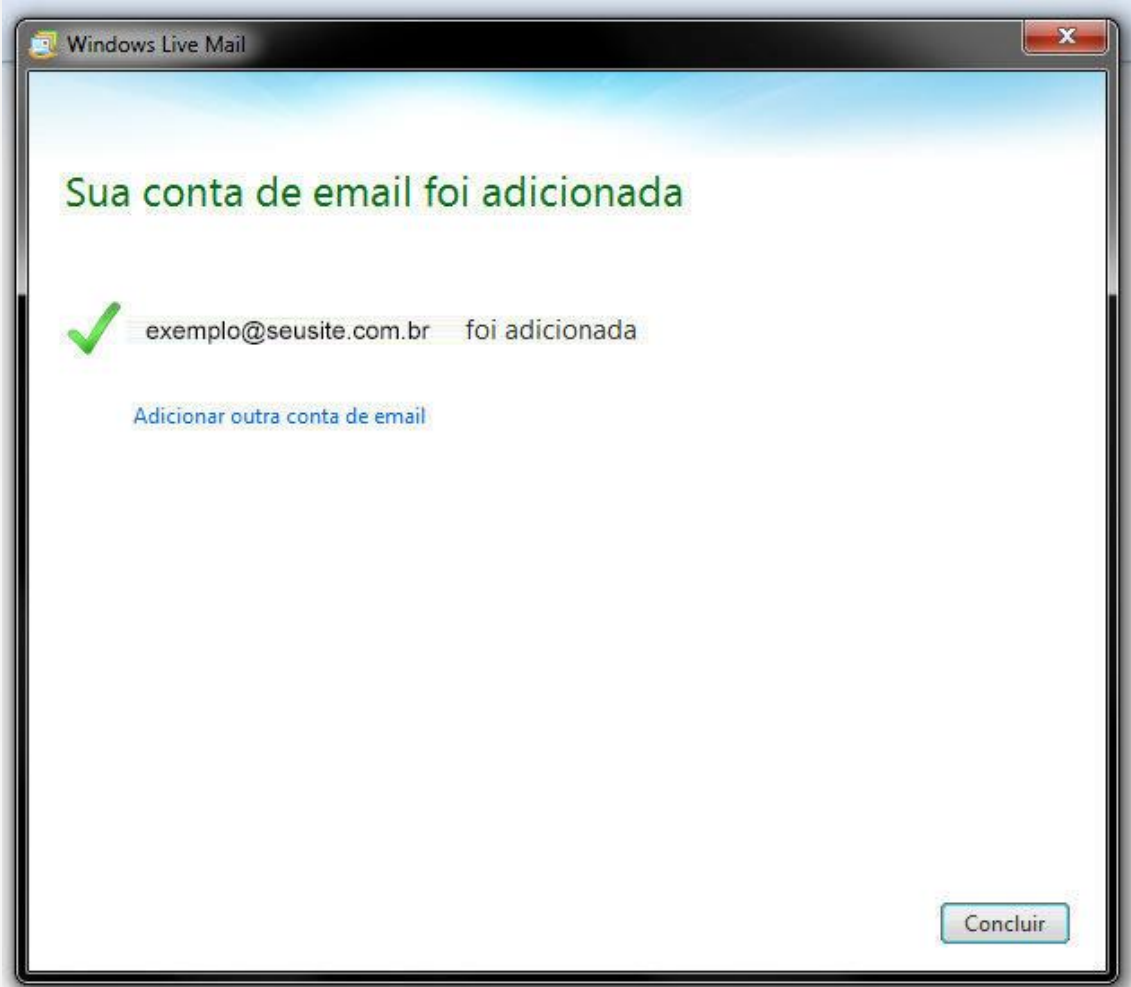 Windows Live Mail
Sua conta de email foi adicionada
exemplo@seusite.com.br foi adicionada
Adicionar outra conta de email
Concluir